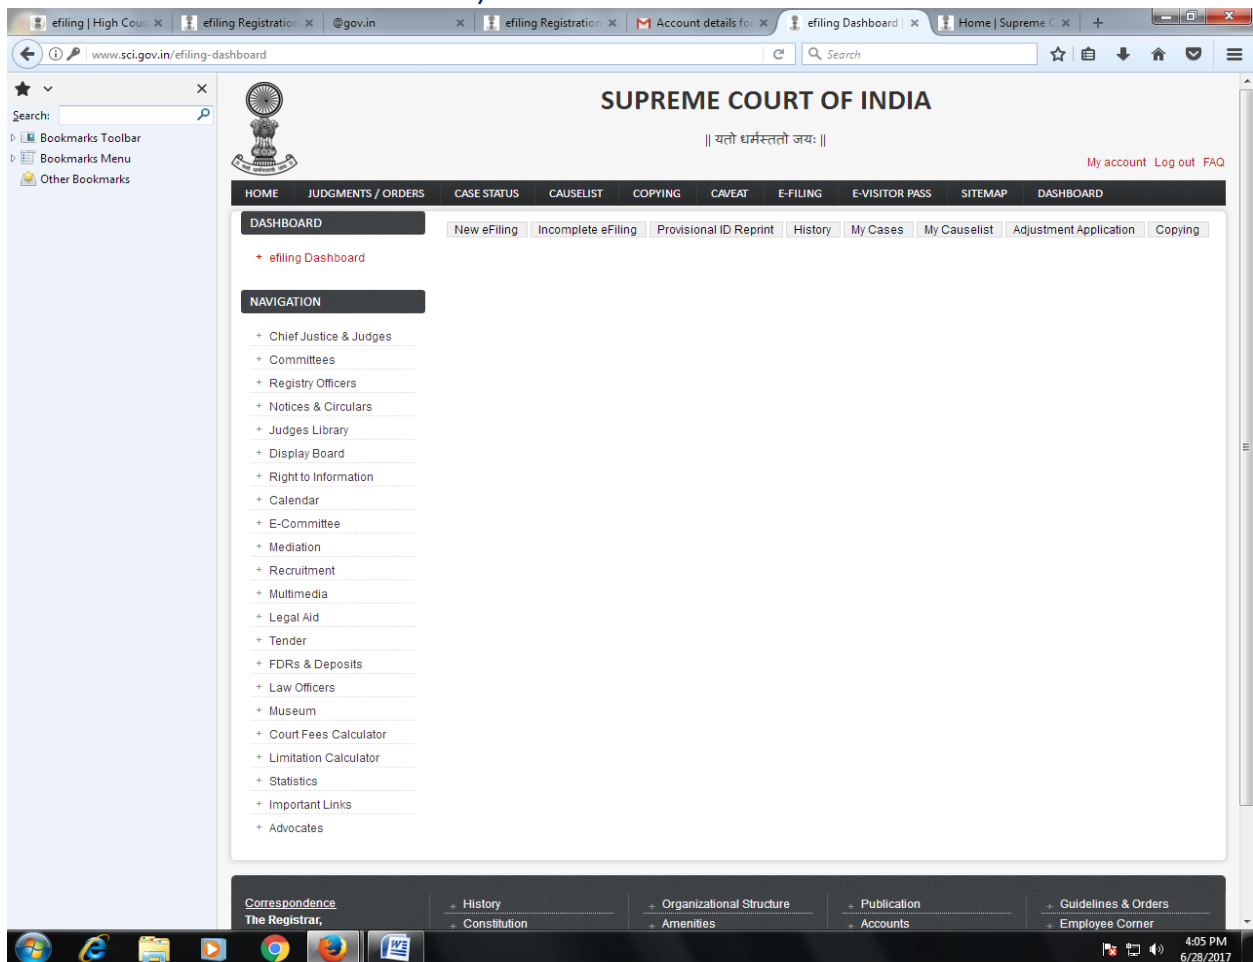 efiling | High Cour
efiling Registration
@gov.in
efiling Registration
Account details for
efiling Dashboard |
Home | Supreme C
www.sci.gov.in/efiling-dashboard
Search
Search:
Bookmarks Toolbar
Bookmarks Menu
Other Bookmarks
SUPREME COURT OF INDIA
|| यतो धर्मस्ततो जयः ||
My account Log out FAQ
HOME JUDGMENTS / ORDERS CASE STATUS CAUSELIST COPYING CAVEAT E-FILING E-VISITOR PASS SITEMAP DASHBOARD
DASHBOARD
New eFiling Incomplete eFiling Provisional ID Reprint History My Cases My Causelist Adjustment Application Copying
+ efiling Dashboard
NAVIGATION
+ Chief Justice & Judges
+ Committees
+ Registry Officers
+ Notices & Circulars
+ Judges Library
+ Display Board
+ Right to Information
+ Calendar
+ E-Committee
+ Mediation
+ Recruitment
+ Multimedia
+ Legal Aid
+ Tender
+ FDRs & Deposits
+ Law Officers
+ Museum
+ Court Fees Calculator
+ Limitation Calculator
+ Statistics
+ Important Links
+ Advocates
Correspondence
The Registrar,
+ History
+ Constitution
+ Organizational Structure
+ Amenities
+ Publication
+ Accounts
+ Guidelines & Orders
+ Employee Corner
4:05 PM
6/28/2017